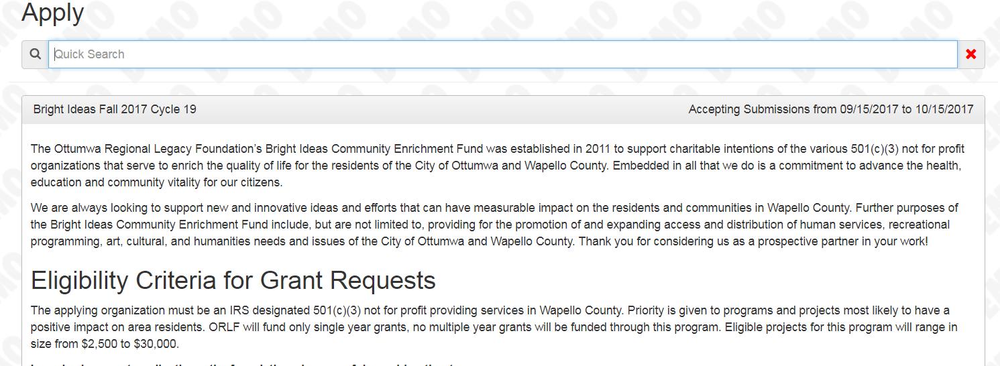 Apply
Quick Search
Bright Ideas Fall 2017 Cycle 19
Accepting Submissions from 09/15/2017 to 10/15/2017
The Ottumwa Regional Legacy Foundation’s Bright Ideas Community Enrichment Fund was established in 2011 to support charitable intentions of the various 501(c)(3) not for profit
organizations that serve to enrich the quality of life for the residents of the City of Ottumwa and Wapello County. Embedded in all that we do is a commitment to advance the health,
education and community vitality for our citizens.
We are always looking to support new and innovative ideas and efforts that can have measurable impact on the residents and communities in Wapello County. Further purposes of
the Bright Ideas Community Enrichment Fund include, but are not limited to, providing for the promotion of and expanding access and distribution of human services, recreational
programming, art, cultural, and humanities needs and issues of the City of Ottumwa and Wapello County. Thank you for considering us as a prospective partner in your work!
Eligibility Criteria for Grant Requests
The applying organization must be an IRS designated 501(c)(3) not for profit providing services in Wapello County. Priority is given to programs and projects most likely to have a
positive impact on area residents. ORLF will fund only single year grants, no multiple year grants will be funded through this program. Eligible projects for this program will range in
size from $2,500 to $30,000.